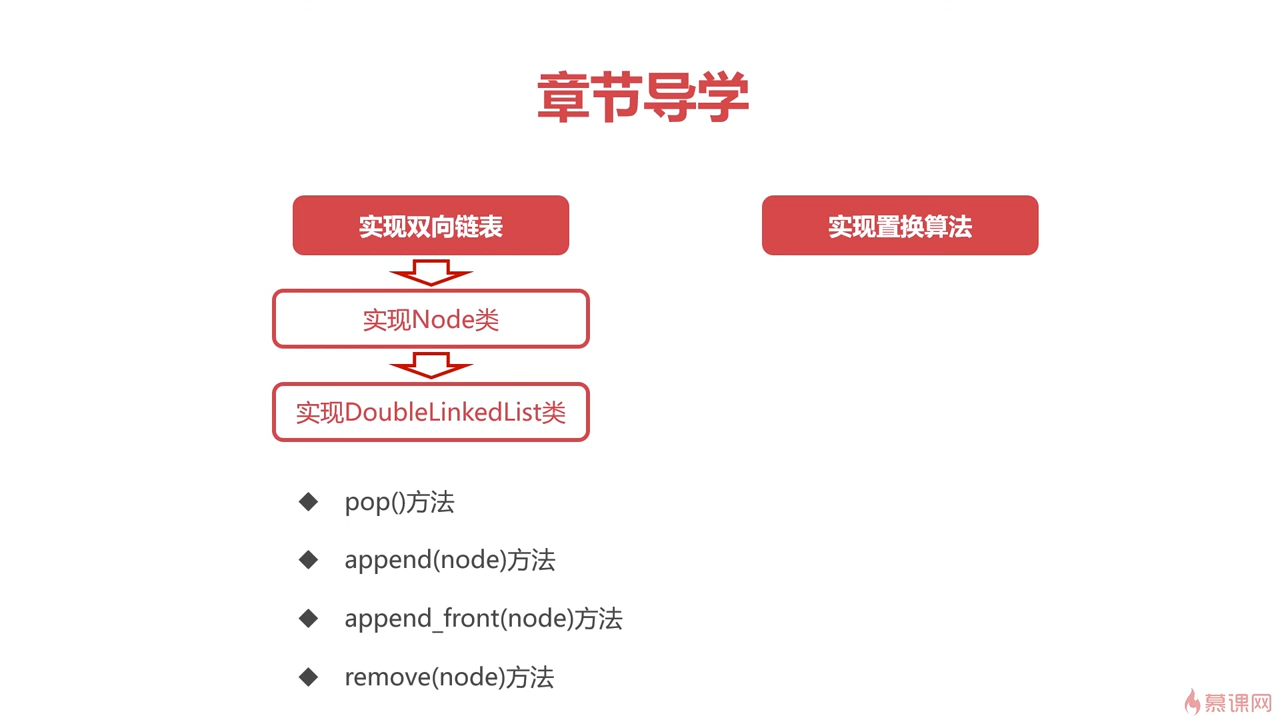 章节导学
实现双向链表
实现置换算法
实现Node类
实现DoubleLinkedList类
pop()方法
append(node)方法
append_front(node)方法
remove(node)方法
慕课网